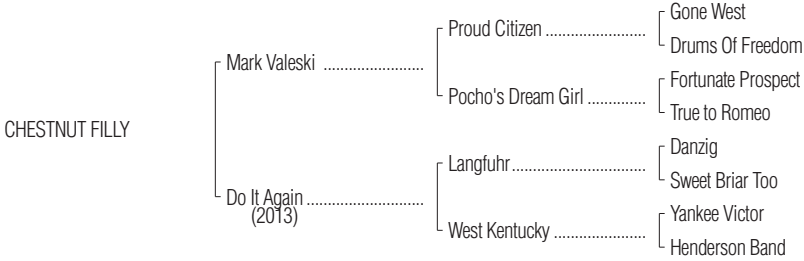 Gone West
Proud Citizen ........................
Drums Of Freedom
Mark Valeski ........................
Fortunate Prospect
Pocho's Dream Girl ..............
True to Romeo
CHESTNUT FILLY
Danzig
Langfuhr................................
Sweet Briar Too
Do It Again ............................
(2013)
Yankee Victor
West Kentucky ......................
Henderson Band